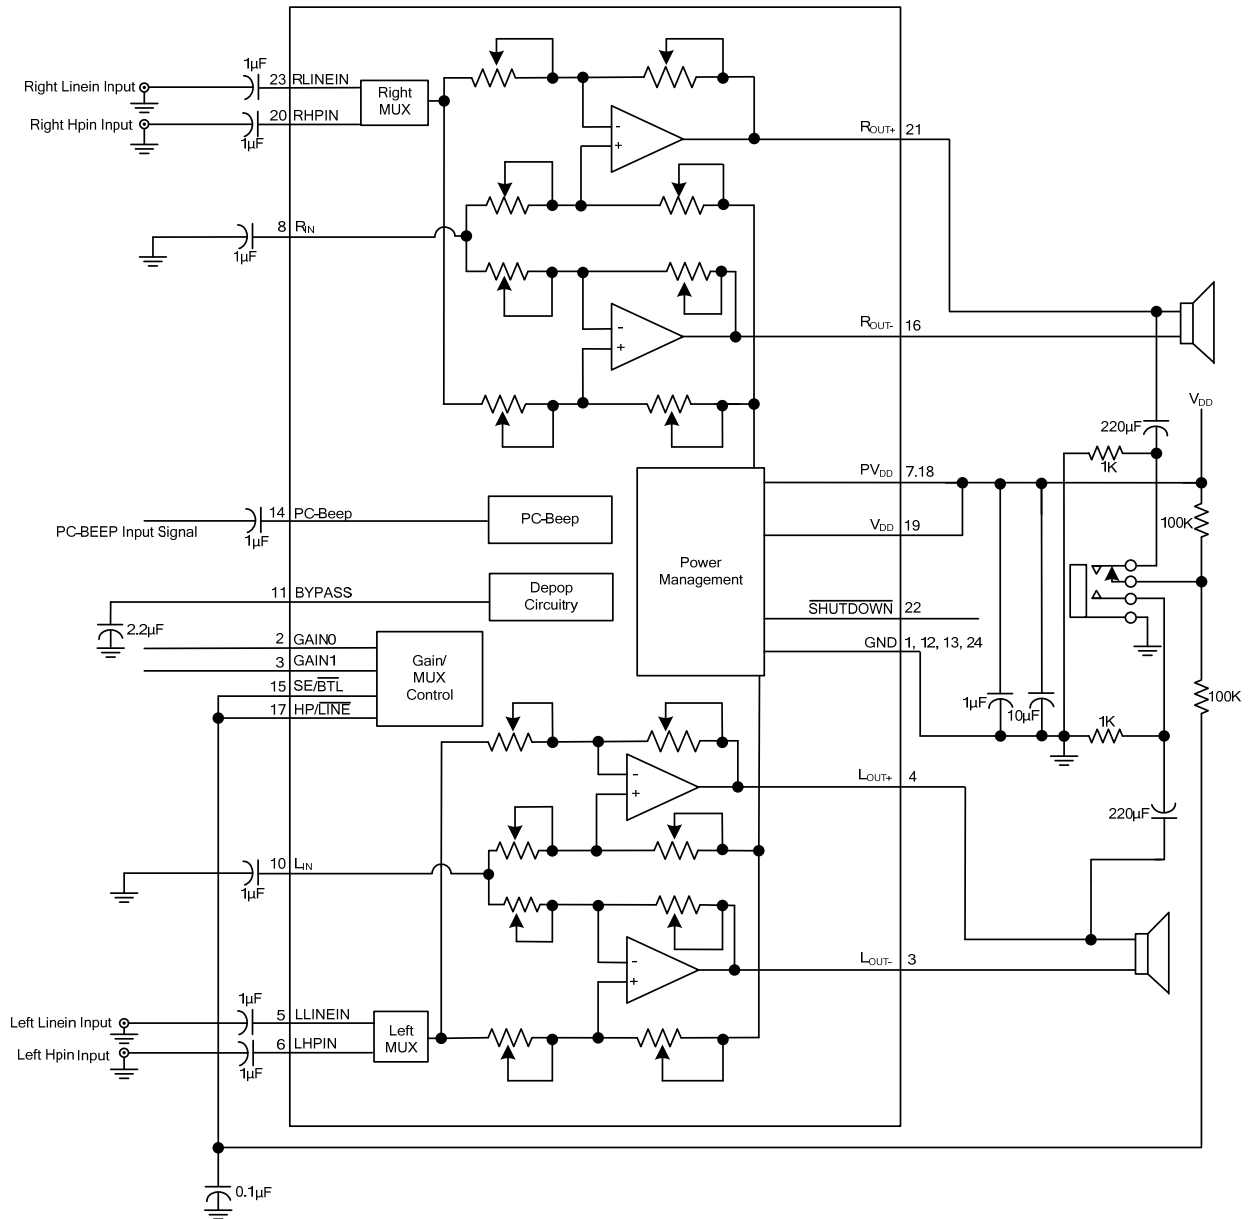 1µF
23 RLINEIN
Right Linein Input
Right
MUX
20 RHPIN
Right Hpin Input
1µF
-
+
ROUT+ 21
8 RIN
1µF
-
+
ROUT- 16
VDD
220µF
1K
PVDD 7.18
14 PC-Beep
PC-Beep
PC-BEEP Input Signal
1µF
100K
VDD 19
Power
Management
11 BYPASS
Depop
Circuitry
SHUTDOWN 22
2.2µF
2 GAIN0
GND 1, 12, 13, 24
3 GAIN1
Gain/
MUX
Control
15 SE/BTL
17 HP/LINE
100K
1µF
10µF
1K
-
+
LOUT+ 4
220µF
10 LIN
1µF
-
+
LOUT- 3
1µF
5 LLINEIN
Left Linein Input
Left
MUX
6 LHPIN
Left Hpin Input
1µF
0.1µF